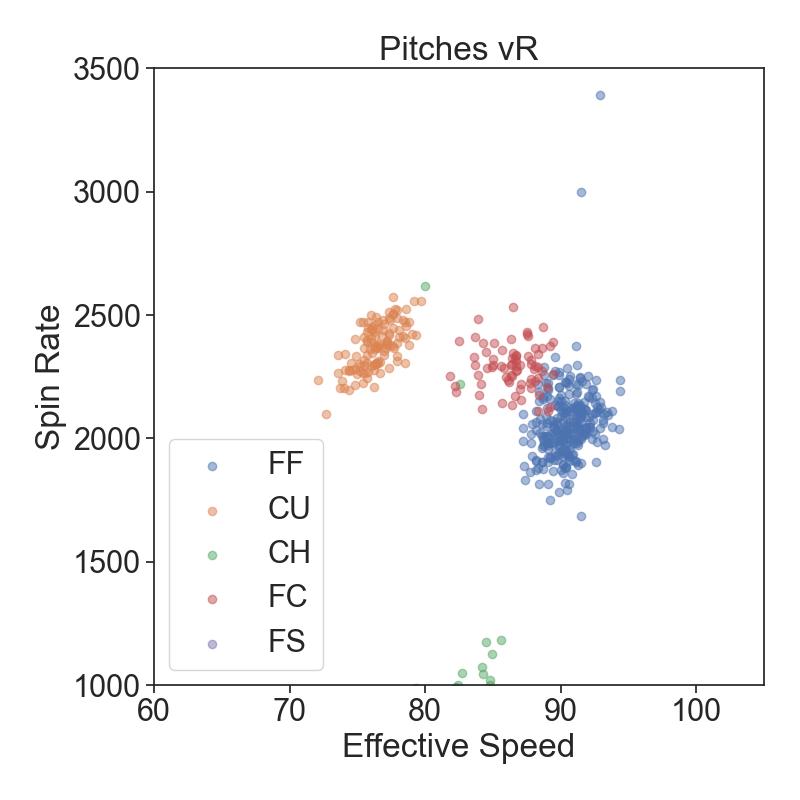 Pitches vR
3500
3000
2500
2000
1500
1000
Spin Rate
FF
CU
CH
FC
FS
60 70 80 90 100
Effective Speed